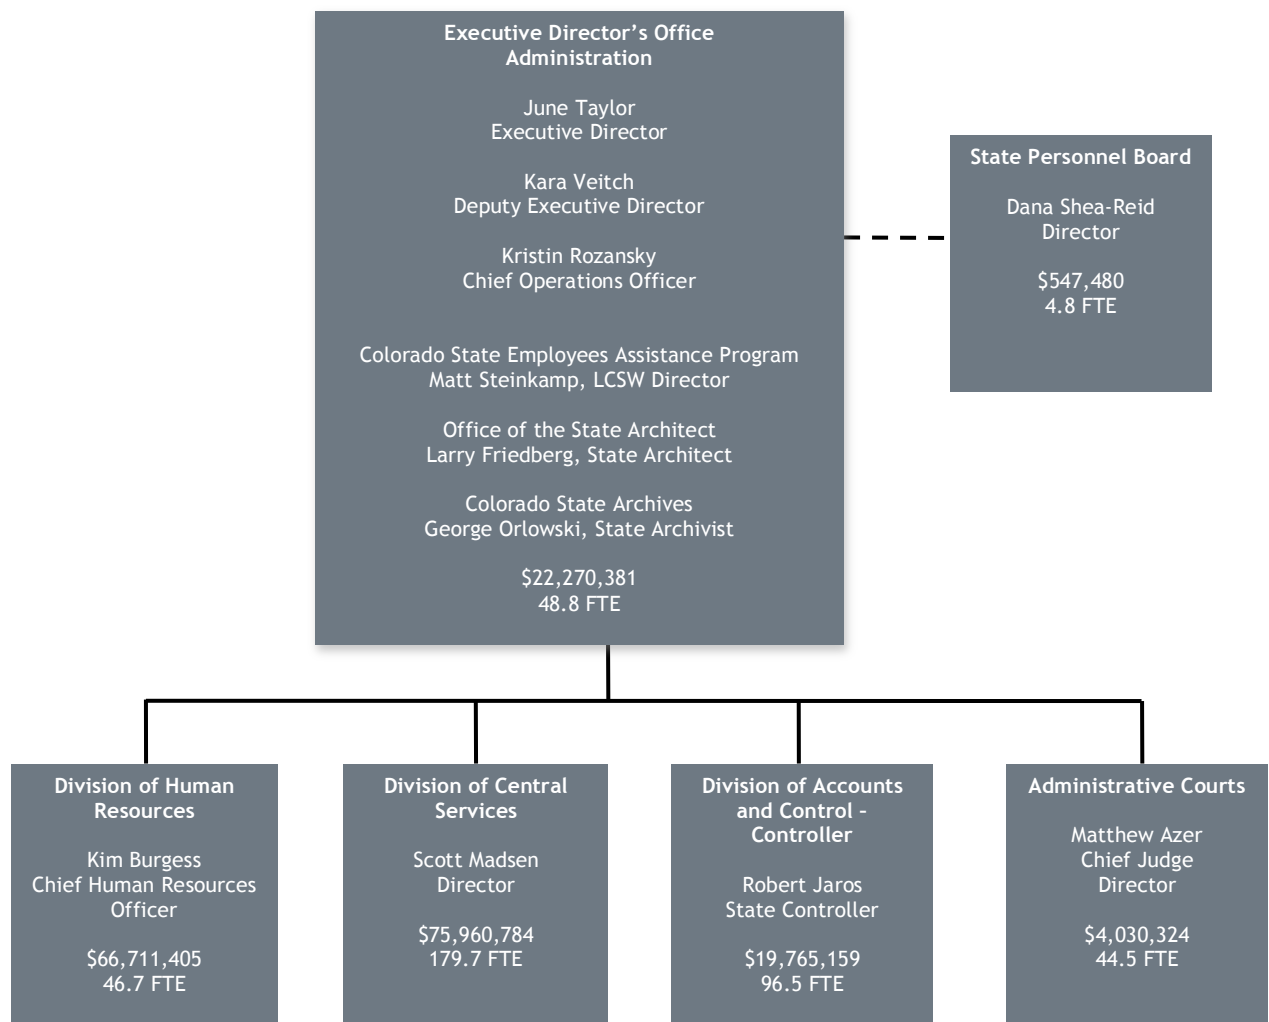 Executive Director’s Office
Administration
June Taylor
Executive Director
Kara Veitch
Deputy Executive Director
Kristin Rozansky
Chief Operations Officer
Colorado State Employees Assistance Program
Matt Steinkamp, LCSW Director
Office of the State Architect
Larry Friedberg, State Architect
Colorado State Archives
George Orlowski, State Archivist
$22,270,381
48.8 FTE
State Personnel Board
Dana Shea-Reid
Director
$547,480
4.8 FTE
Division of Human
Resources
Kim Burgess
Chief Human Resources
Officer
$66,711,405
46.7 FTE
Division of Central
Services
Scott Madsen
Director
$75,960,784
179.7 FTE
Division of Accounts
and Control –
Controller
Robert Jaros
State Controller
$19,765,159
96.5 FTE
Administrative Courts
Matthew Azer
Chief Judge
Director
$4,030,324
44.5 FTE